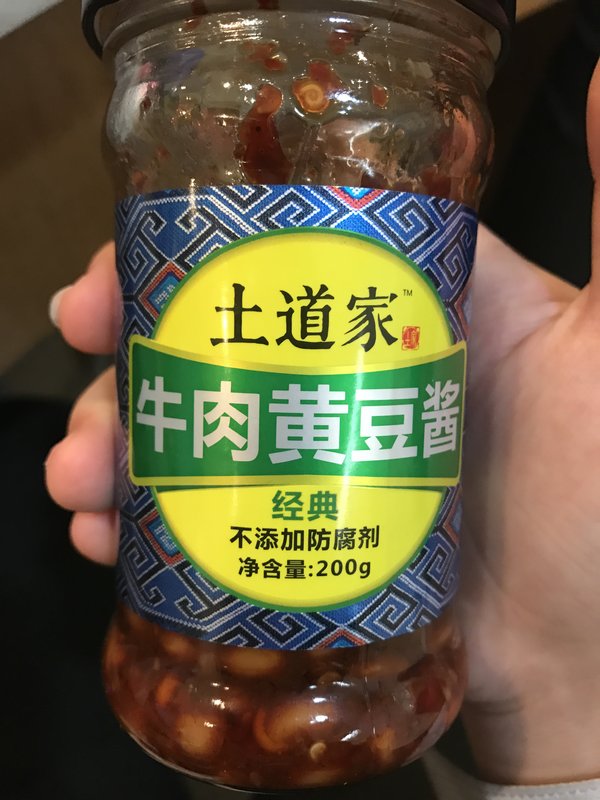 土道家™
牛肉黄豆酱
经典
不添加防腐剂
净含量:200g